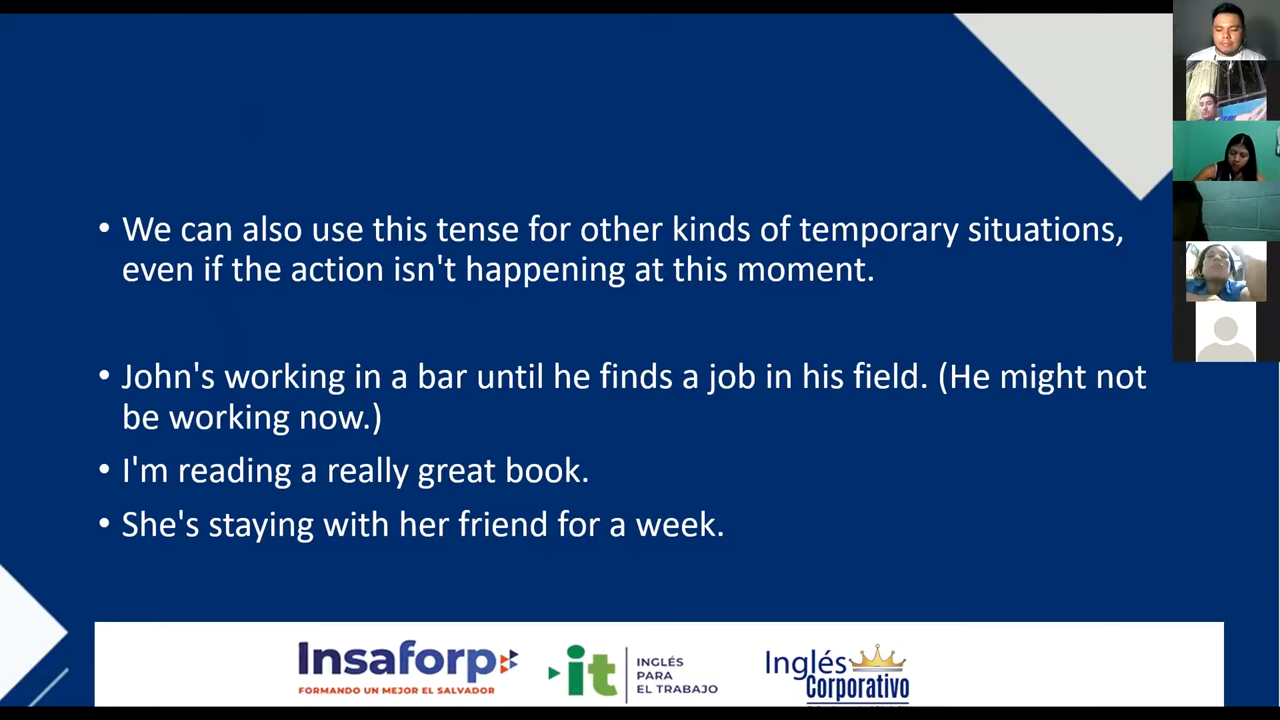 • We can also use this tense for other kinds of temporary situations,
even if the action isn't happening at this moment.
• John's working in a bar until he finds a job in his field. (He might not
be working now.)
• I'm reading a really great book.
• She's staying with her friend for a week.
Insaforp
FORMANDO UN MEJOR EL SALVADOR
it
INGLÉS
PARA
EL TRABAJO
Inglés
Corporativo